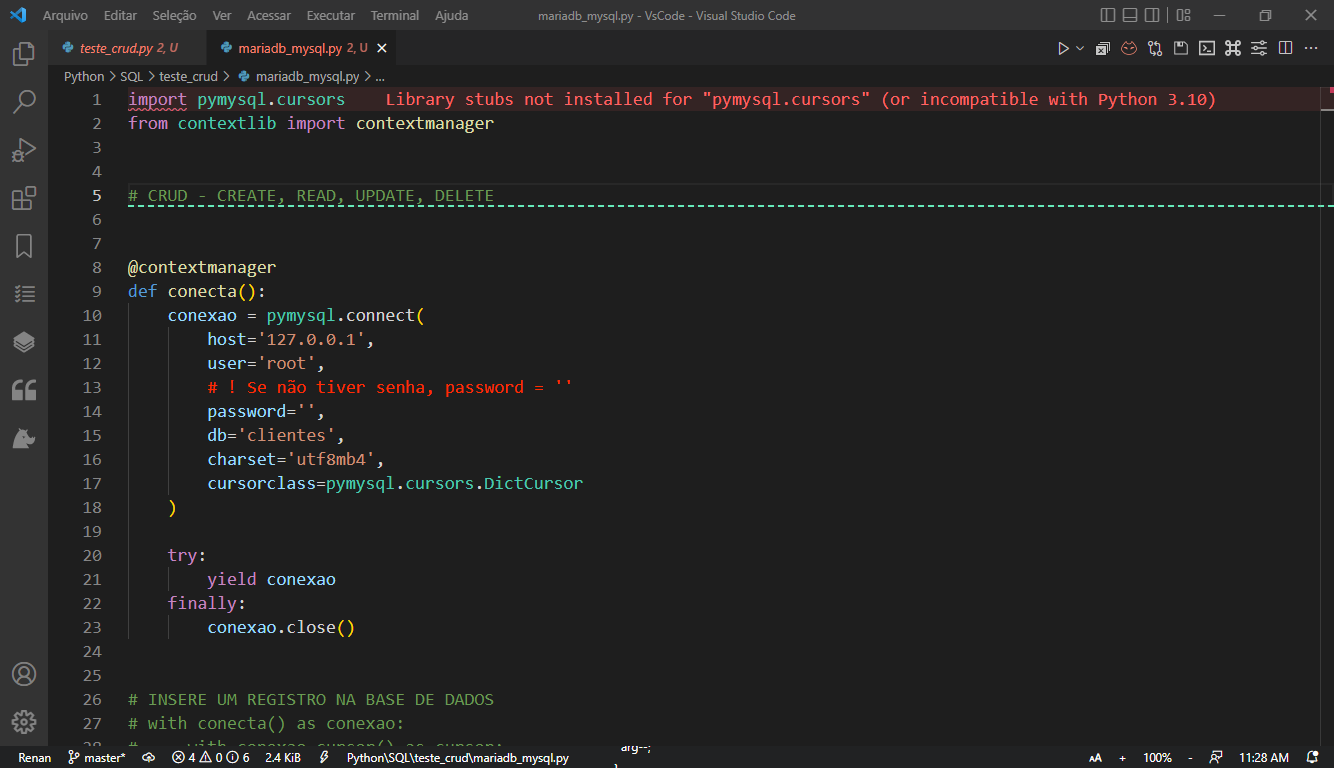 Arquivo Editar Seleção Ver Acessar Executar Terminal Ajuda mariadb_mysql.py - VsCode - Visual Studio Code
teste_crud.py 2, U mariadb_mysql.py 2, U
Python > SQL > teste_crud > mariadb_mysql.py > ...
1 import pymysql.cursors Library stubs not installed for "pymysql.cursors" (or incompatible with Python 3.10)
2 from contextlib import contextmanager
3
4
5 # CRUD - CREATE, READ, UPDATE, DELETE
6
7
8 @contextmanager
9 def conecta():
10 conexao = pymysql.connect(
11 host='127.0.0.1',
12 user='root',
13 # ! Se não tiver senha, password = ''
14 password='',
15 db='clientes',
16 charset='utf8mb4',
17 cursorclass=pymysql.cursors.DictCursor
18 )
19
20 try:
21 yield conexao
22 finally:
23 conexao.close()
24
25
26 # INSERE UM REGISTRO NA BASE DE DADOS
27 # with conecta() as conexao:
28 # with conexao.cursor() as cursor:
arg--;
Renan master* 4 0 6 2.4 KiB Python\SQL\teste_crud\mariadb_mysql.py AA + 100% - 11:28 AM